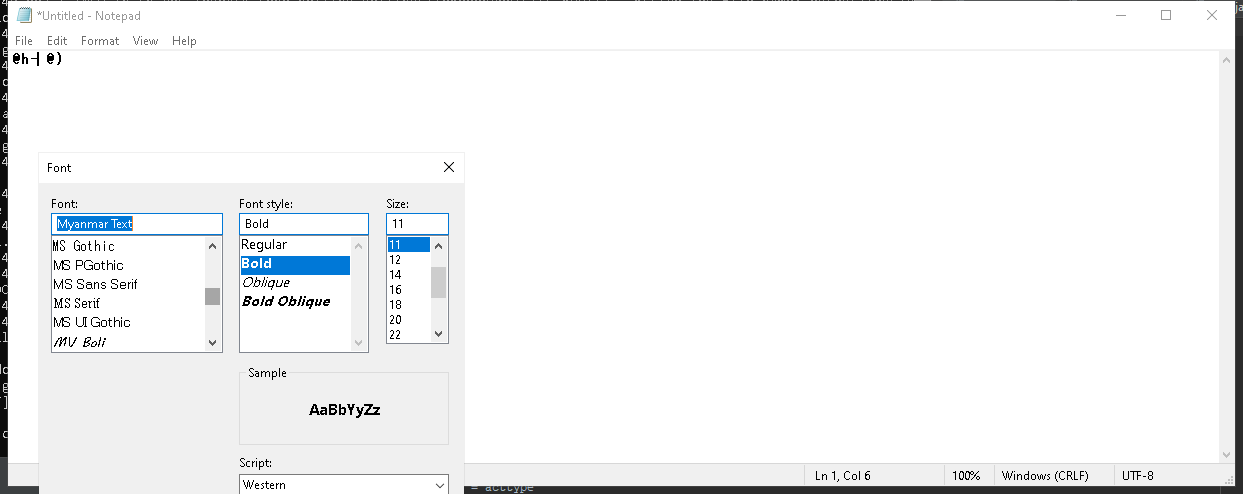 *Untitled - Notepad
File Edit Format View Help
@h-| @)
Font
Font: Font style: Size:
Myanmar Text Bold 11
MS Gothic Regular 11
MS PGothic Bold 12
MS Sans Serif Oblique 14
MS Serif Bold Oblique 16
MS UI Gothic 18
MV Boli 20
22
Sample
AaBbYyZz
Script:
Western
Ln 1, Col 6 100% Windows (CRLF) UTF-8
= acctype